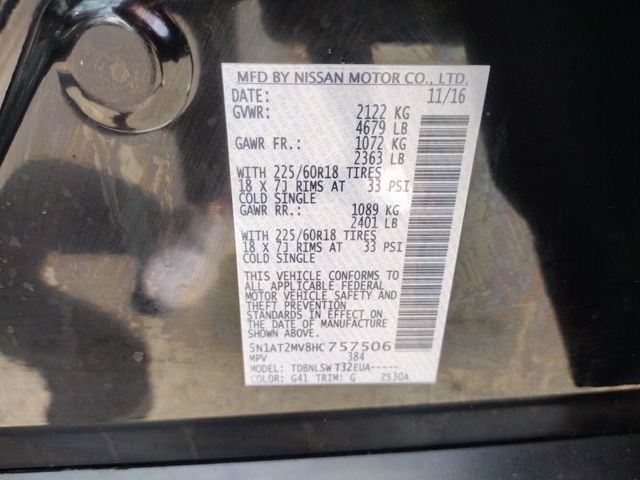 MFD BY NISSAN MOTOR CO., LTD.
DATE: 11/16
GVWR: 2122 KG
4679 LB
GAWR FR.: 1072 KG
2363 LB
WITH 225/60R18 TIRES
18 X 7J RIMS AT 33 PSI
COLD SINGLE
GAWR RR.: 1089 KG
2401 LB
WITH 225/60R18 TIRES
18 X 7J RIMS AT 33 PSI
COLD SINGLE
THIS VEHICLE CONFORMS TO
ALL APPLICABLE FEDERAL
MOTOR VEHICLE SAFETY AND
THEFT PREVENTION
STANDARDS IN EFFECT ON
THE DATE OF MANUFACTURE
SHOWN ABOVE.
5N1AT2MV8HC757506
MPV 384
MODEL: TDBNLSW T32EUA-----
COLOR: G41 TRIM: G ZS30A